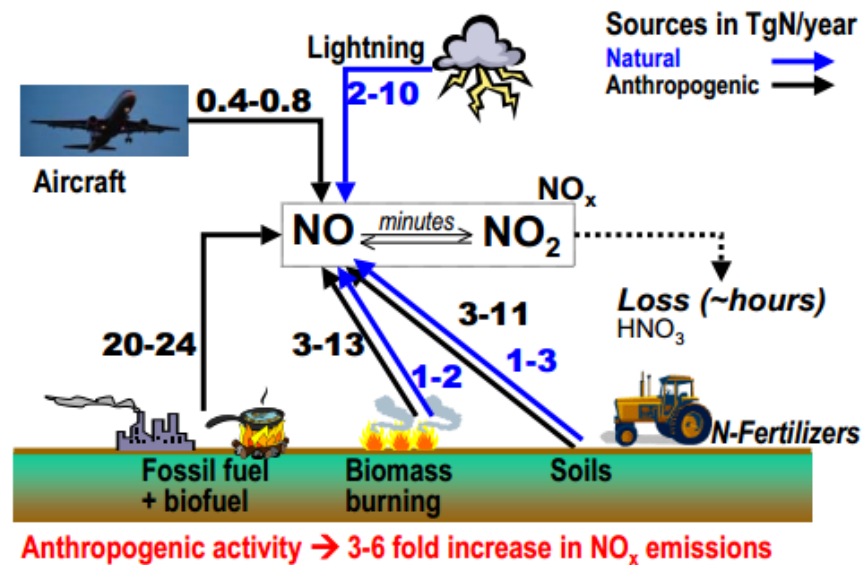 Sources in TgN/year
Natural
Anthropogenic
Lightning
2-10
0.4-0.8
Aircraft
NOₓ
NO minutes NO₂
Loss (~hours)
HNO₃
20-24
3-13
1-2
3-11
1-3
N-Fertilizers
Fossil fuel
+ biofuel
Biomass
burning
Soils
Anthropogenic activity → 3-6 fold increase in NOₓ emissions